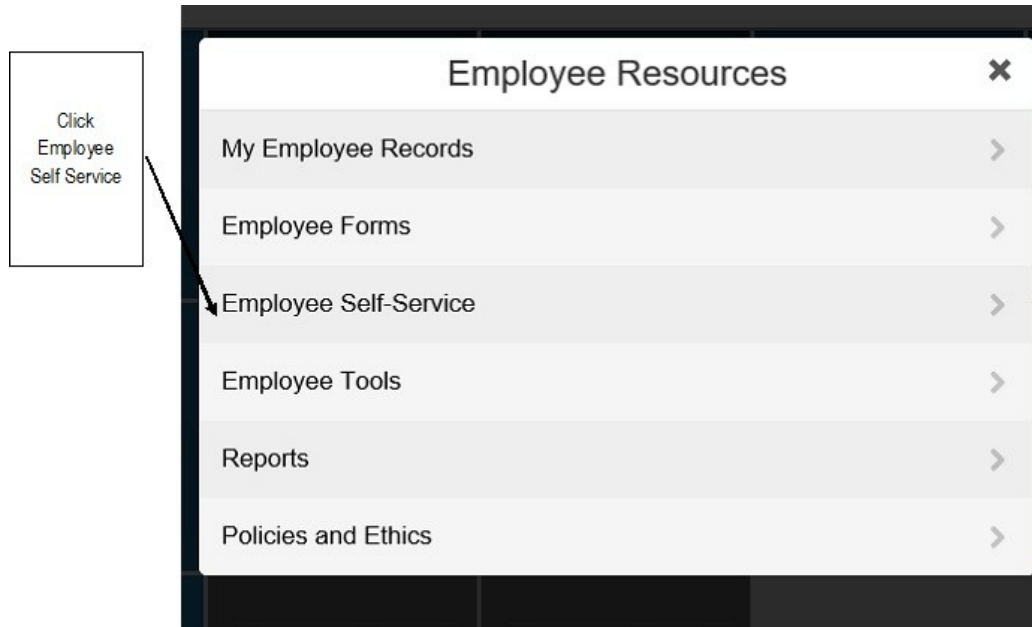 Click
Employee
Self Service
Employee Resources
My Employee Records
Employee Forms
Employee Self-Service
Employee Tools
Reports
Policies and Ethics